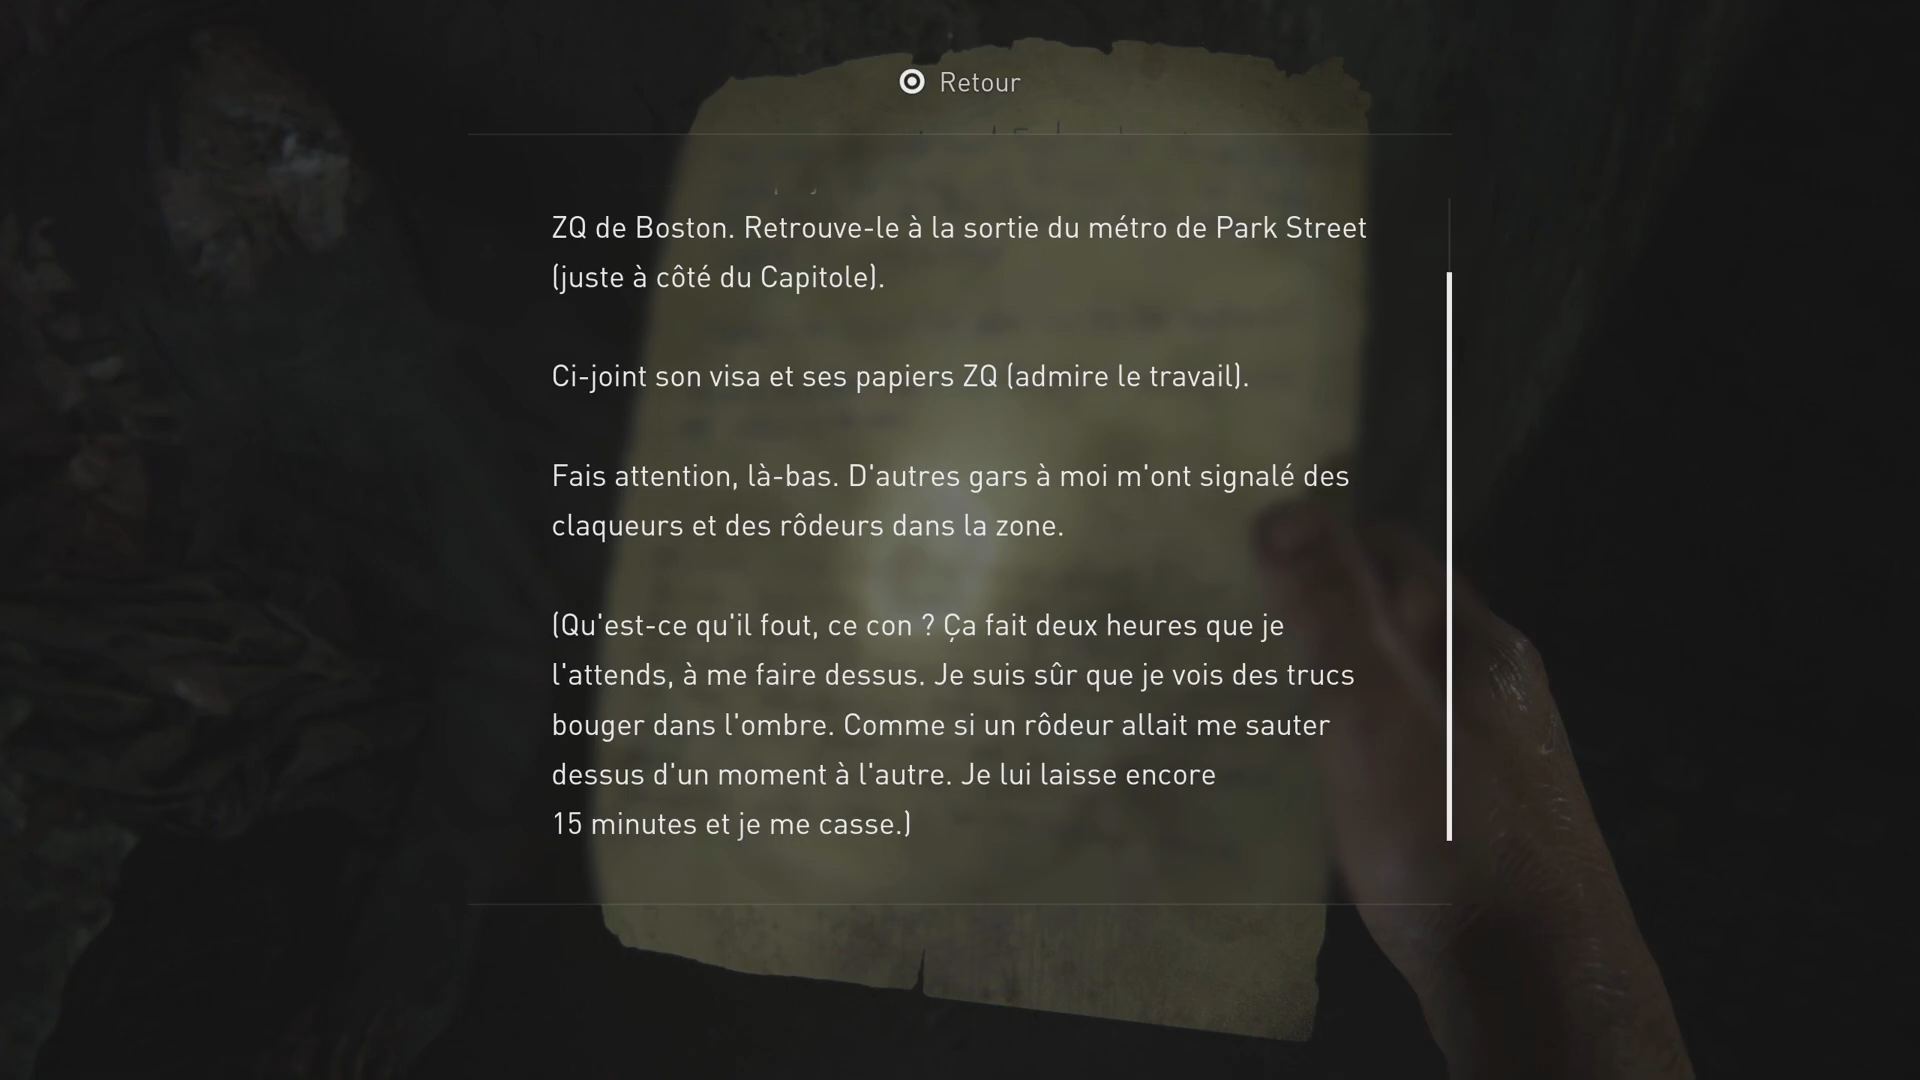 Retour
ZQ de Boston. Retrouve-le à la sortie du métro de Park Street
(juste à côté du Capitole).
Ci-joint son visa et ses papiers ZQ (admire le travail).
Fais attention, là-bas. D'autres gars à moi m'ont signalé des
claqueurs et des rôdeurs dans la zone.
(Qu'est-ce qu'il fout, ce con ? Ça fait deux heures que je
l'attends, à me faire dessus. Je suis sûr que je vois des trucs
bouger dans l'ombre. Comme si un rôdeur allait me sauter
dessus d'un moment à l'autre. Je lui laisse encore
15 minutes et je me casse.)